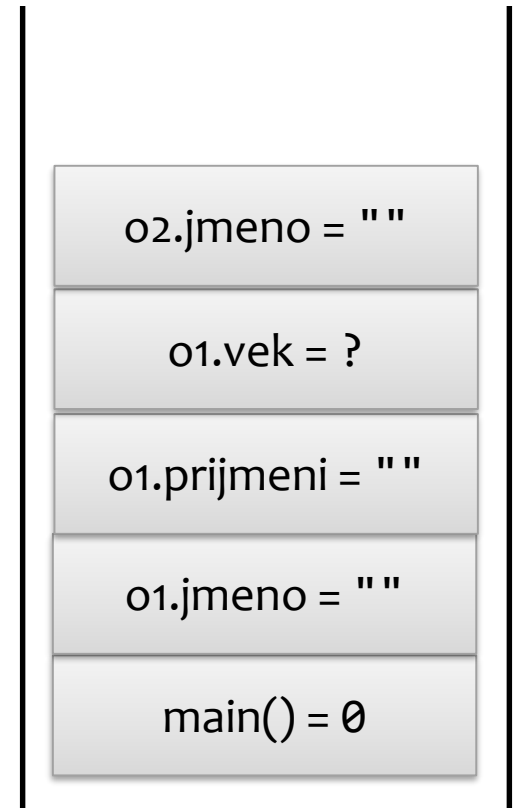 o2.jmeno = ""
o1.vek = ?
o1.prijmeni = ""
o1.jmeno = ""
main() = 0